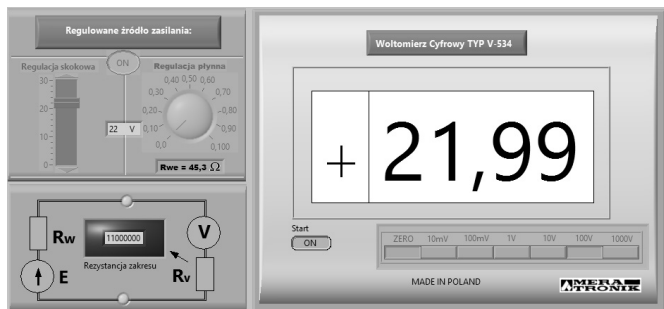 Regulowane źródło zasilania:
Regulacja skokowa
ON
Regulacja płynna
30
20
10
0
22 V
0,0
0,10
0,20
0,30
0,40
0,50
0,60
0,70
0,80
0,90
0,100
Rwe = 45,3 Ω
Rw
E
11000000
Rezystancja zakresu
V
Rv
Woltomierz Cyfrowy TYP V-534
+ 21,99
Start
ON
ZERO 10mV 100mV 1V 10V 100V 1000V
MADE IN POLAND
MERA
TRONIK